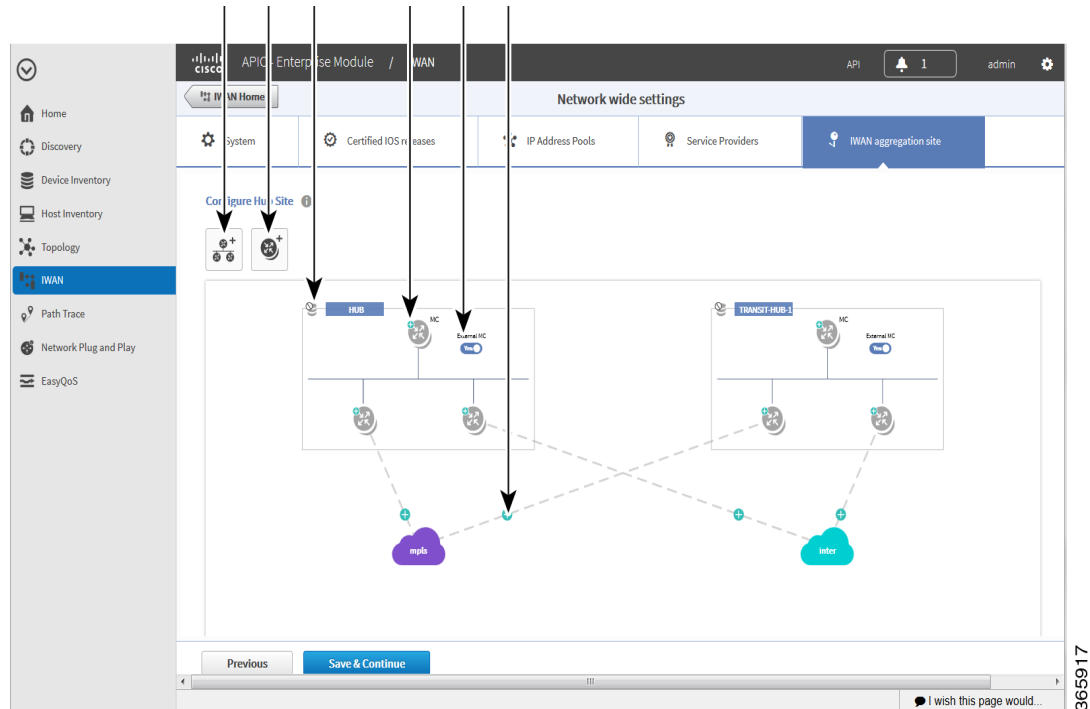 CISCO APIC - Enterprise Module / IWAN
API 1 admin
IWAN Home
Network wide settings
Home
Discovery
Device Inventory
Host Inventory
Topology
IWAN
Path Trace
Network Plug and Play
EasyQoS
System
Certified IOS releases
IP Address Pools
Service Providers
IWAN aggregation site
Configure Hub Site
HUB
MC
External MC
Yes
TRANSIT-HUB-1
MC
External MC
Yes
mpls
inter
Previous
Save & Continue
I wish this page would...
365917